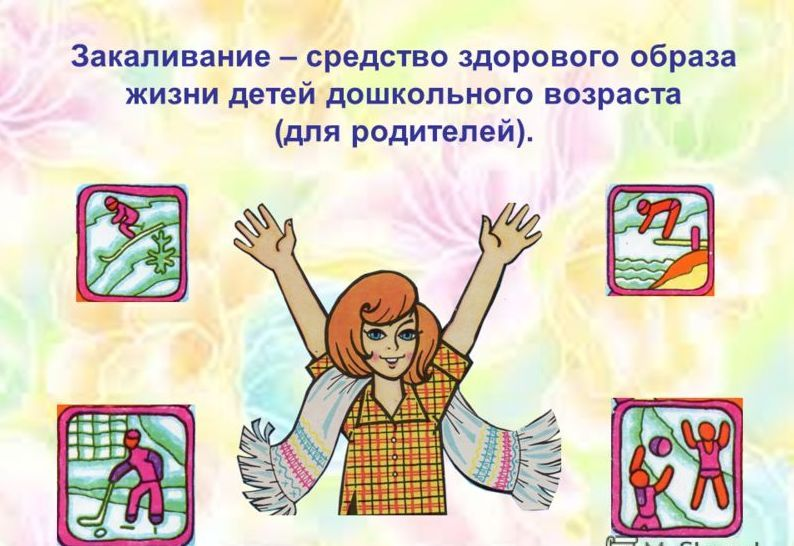 Закаливание – средство здорового образа
жизни детей дошкольного возраста
(для родителей).